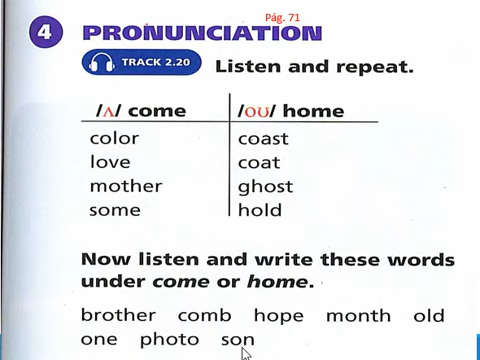 Pág. 71
4 PRONUNCIATION
TRACK 2.20 Listen and repeat.
/ʌ/ come /oʊ/ home
color coast
love coat
mother ghost
some hold
Now listen and write these words
under come or home.
brother comb hope month old
one photo son